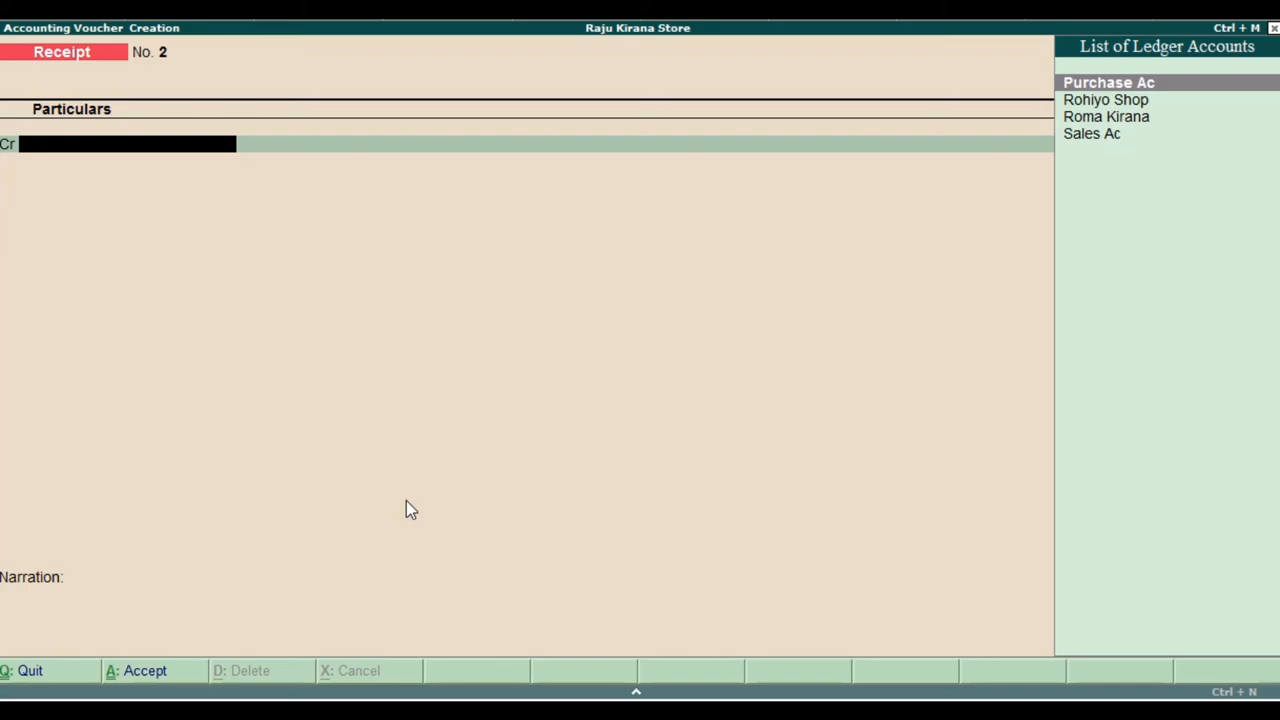 Accounting Voucher Creation Raju Kirana Store Ctrl + M x
Receipt No. 2
List of Ledger Accounts
Particulars
Purchase Ac
Rohiyo Shop
Roma Kirana
Sales Ac
Cr
Narration:
Q: Quit A: Accept D: Delete X: Cancel
Ctrl + N